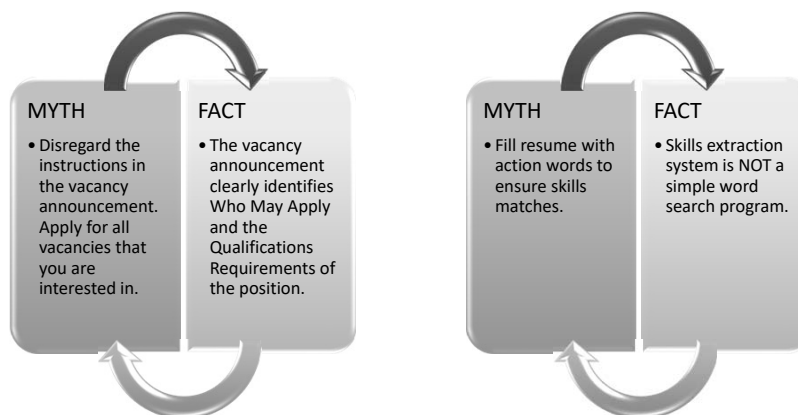 MYTH
• Disregard the
instructions in
the vacancy
announcement.
Apply for all
vacancies that
you are
interested in.
FACT
• The vacancy
announcement
clearly identifies
Who May Apply
and the
Qualifications
Requirements of
the position.
MYTH
• Fill resume with
action words to
ensure skills
matches.
FACT
• Skills extraction
system is NOT a
simple word
search program.